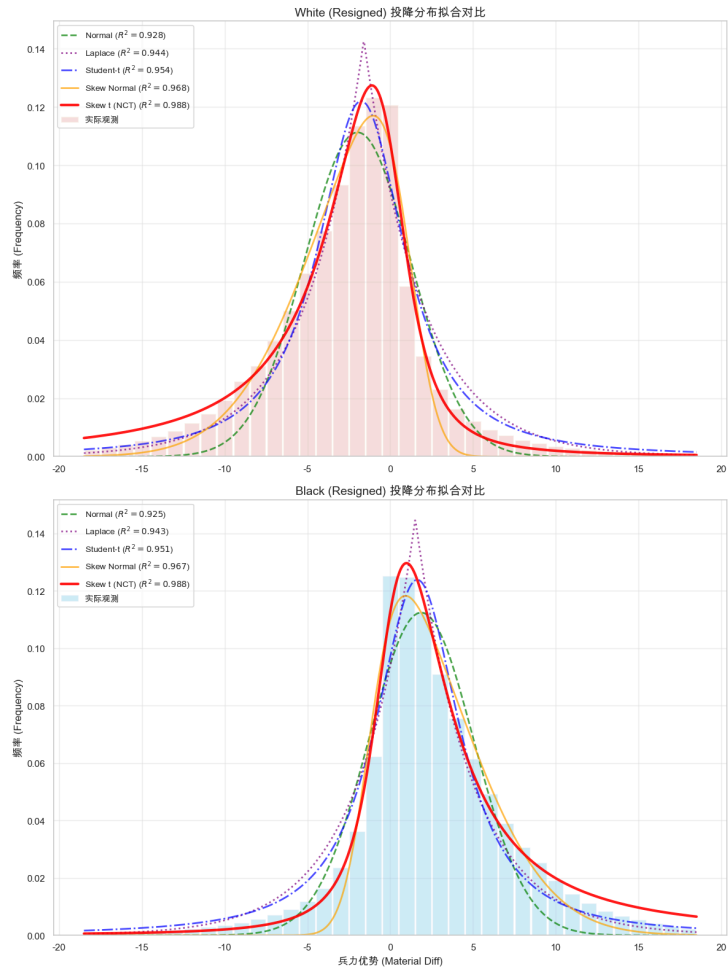 White (Resigned) 投降分布拟合对比
Normal (R² = 0.928)
Laplace (R² = 0.944)
Student-t (R² = 0.954)
Skew Normal (R² = 0.968)
Skew t (NCT) (R² = 0.988)
实际观测
频率 (Frequency)
0.14
0.12
0.10
0.08
0.06
0.04
0.02
0.00
-20 -15 -10 -5 0 5 10 15 20
Black (Resigned) 投降分布拟合对比
Normal (R² = 0.925)
Laplace (R² = 0.943)
Student-t (R² = 0.951)
Skew Normal (R² = 0.967)
Skew t (NCT) (R² = 0.988)
实际观测
频率 (Frequency)
0.14
0.12
0.10
0.08
0.06
0.04
0.02
0.00
-20 -15 -10 -5 0 5 10 15 20
兵力优势 (Material Diff)